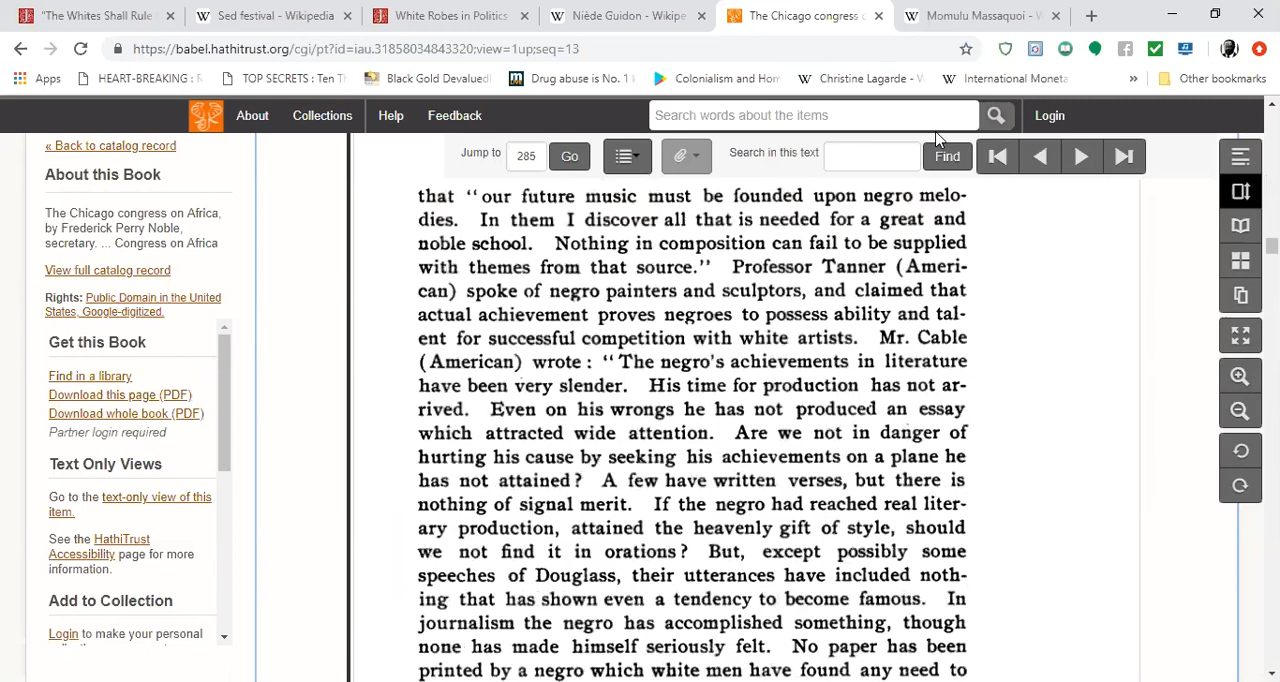 "The Whites Shall Rule
Sed festival - Wikipedia
White Robes in Politics
Niède Guidon - Wikipe
The Chicago congress o
Momulu Massaquoi - W
https://babel.hathitrust.org/cgi/pt?id=iau.31858034843320;view=1up;seq=13
Apps
HEART-BREAKING : R
TOP SECRETS : Ten Th
Black Gold Devalued
Drug abuse is No. 1
Colonialism and Hom
Christine Lagarde - W
International Moneta
»
Other bookmarks
About
Collections
Help
Feedback
Search words about the items
Login
« Back to catalog record
About this Book
The Chicago congress on Africa,
by Frederick Perry Noble,
secretary. ... Congress on Africa
View full catalog record
Rights: Public Domain in the United
States, Google-digitized.
Get this Book
Find in a library
Download this page (PDF)
Download whole book (PDF)
Partner login required
Text Only Views
Go to the text-only view of this
item.
See the HathiTrust
Accessibility page for more
information.
Add to Collection
Login to make your personal
Jump to
285
Go
Search in this text
Find
that "our future music must be founded upon negro melo-
dies. In them I discover all that is needed for a great and
noble school. Nothing in composition can fail to be supplied
with themes from that source." Professor Tanner (Ameri-
can) spoke of negro painters and sculptors, and claimed that
actual achievement proves negroes to possess ability and tal-
ent for successful competition with white artists. Mr. Cable
(American) wrote: "The negro's achievements in literature
have been very slender. His time for production has not ar-
rived. Even on his wrongs he has not produced an essay
which attracted wide attention. Are we not in danger of
hurting his cause by seeking his achievements on a plane he
has not attained? A few have written verses, but there is
nothing of signal merit. If the negro had reached real liter-
ary production, attained the heavenly gift of style, should
we not find it in orations? But, except possibly some
speeches of Douglass, their utterances have included noth-
ing that has shown even a tendency to become famous. In
journalism the negro has accomplished something, though
none has made himself seriously felt. No paper has been
printed by a negro which white men have found any need to